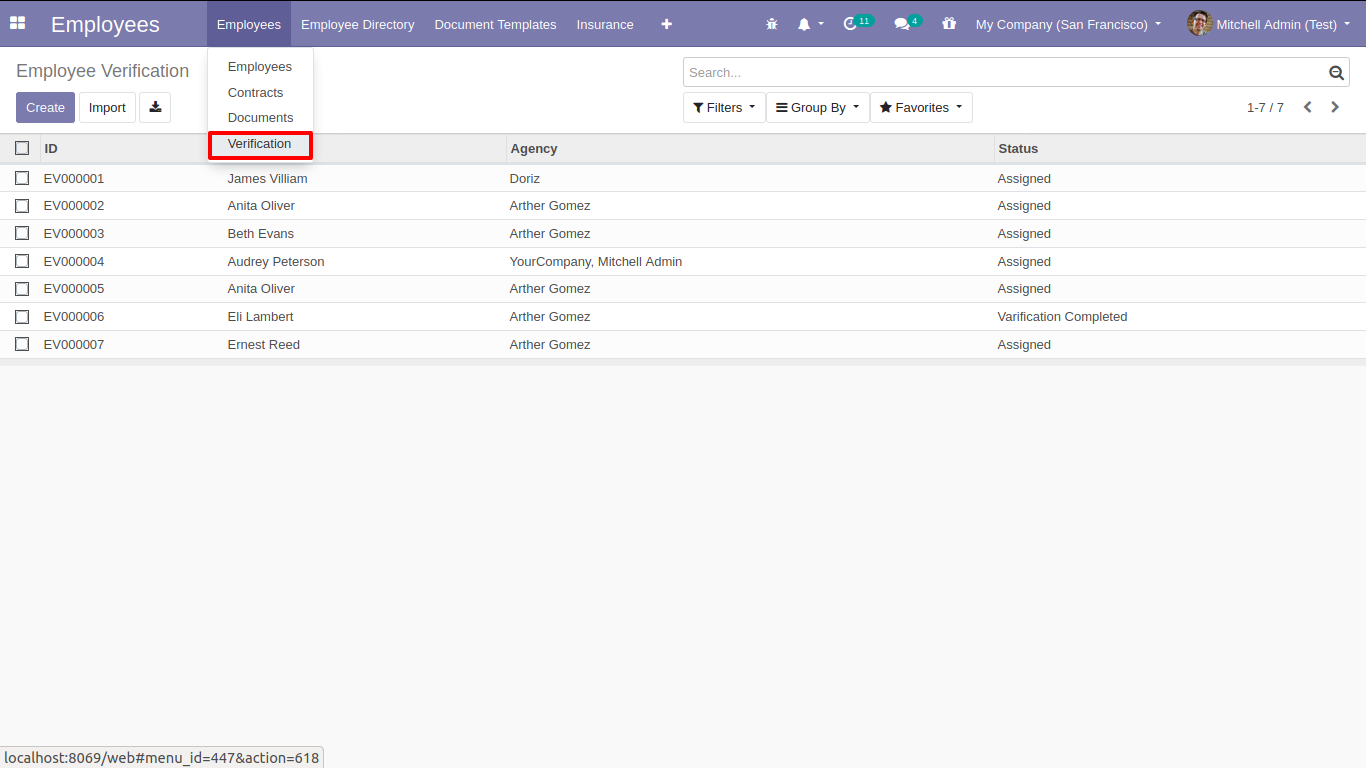 Employees Employees Employee Directory Document Templates Insurance 11 4 My Company (San Francisco) Mitchell Admin (Test)
Employee Verification Search...
Employees
Contracts
Documents
Verification
Create Import Filters Group By Favorites 1-7 / 7
ID Agency Status
EV000001 James Villiam Doriz Assigned
EV000002 Anita Oliver Arther Gomez Assigned
EV000003 Beth Evans Arther Gomez Assigned
EV000004 Audrey Peterson YourCompany, Mitchell Admin Assigned
EV000005 Anita Oliver Arther Gomez Assigned
EV000006 Eli Lambert Arther Gomez Varification Completed
EV000007 Ernest Reed Arther Gomez Assigned
localhost:8069/web#menu_id=447&action=618